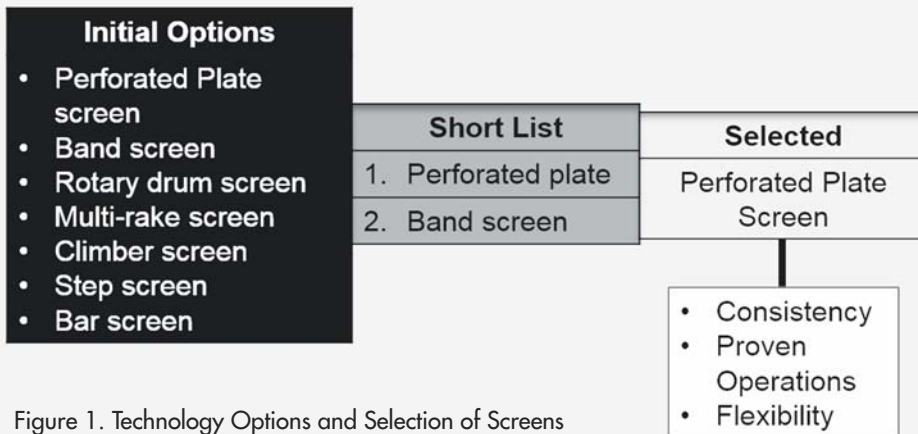 Initial Options
• Perforated Plate
screen
• Band screen
• Rotary drum screen
• Multi-rake screen
• Climber screen
• Step screen
• Bar screen
Short List
1. Perforated plate
2. Band screen
Selected
Perforated Plate
Screen
• Consistency
• Proven
Operations
• Flexibility
Figure 1. Technology Options and Selection of Screens